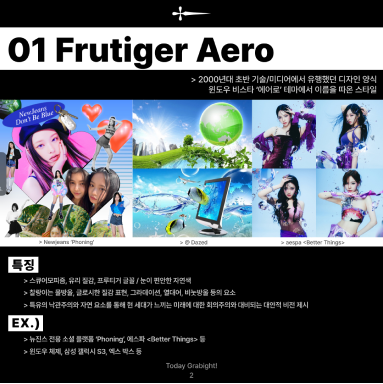 01 Frutiger Aero
> 2000년대 초반 기술/미디어에서 유행했던 디자인 양식
윈도우 비스타 '에어로' 테마에서 이름을 따온 스타일
NewJeans
Don't Be Blue
> NewJeans 'Phoning'
> @ Dazed
> aespa <Better Things>
특징
> 스큐어모피즘, 유리 질감, 프루티거 글꼴 / 눈이 편안한 자연색
> 찰랑이는 물방울, 글로시한 질감 표현, 그라데이션, 열대어, 비눗방울 등의 요소
> 특유의 낙관주의와 자연 요소를 통해 현 세대가 느끼는 미래에 대한 회의주의와 대비되는 대안적 비전 제시
EX.)
> 뉴진스 전용 소셜 플랫폼 'Phoning', 에스파 <Better Things> 등
> 윈도우 체제, 삼성 갤럭시 S3, 엑스 박스 등
Today Grabight!
2